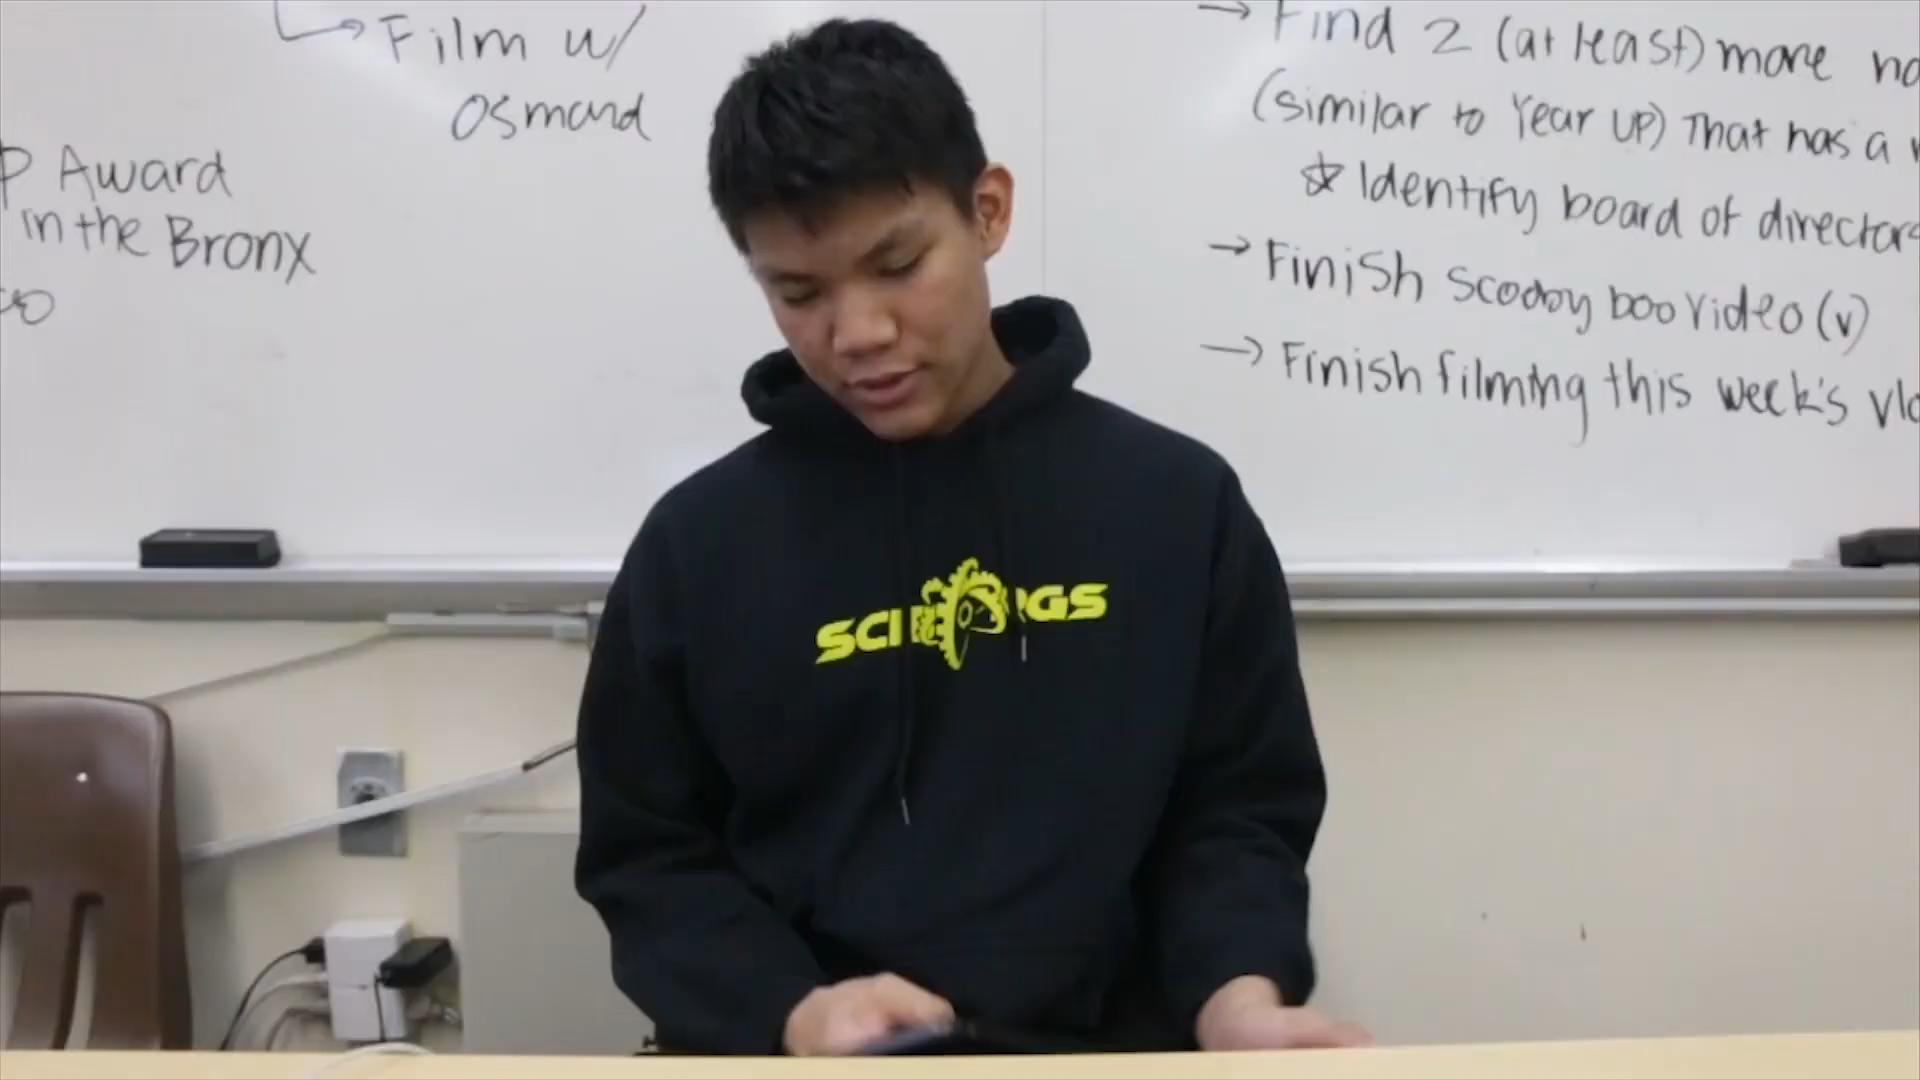 Film w/
Osmand
Award
in the Bronx
→ Find 2 (at least) more
(similar to Year UP) That has a
☆ Identify board of directors
→ Finish scooby boo video (v)
→ Finish filming this week's
SCI RGS